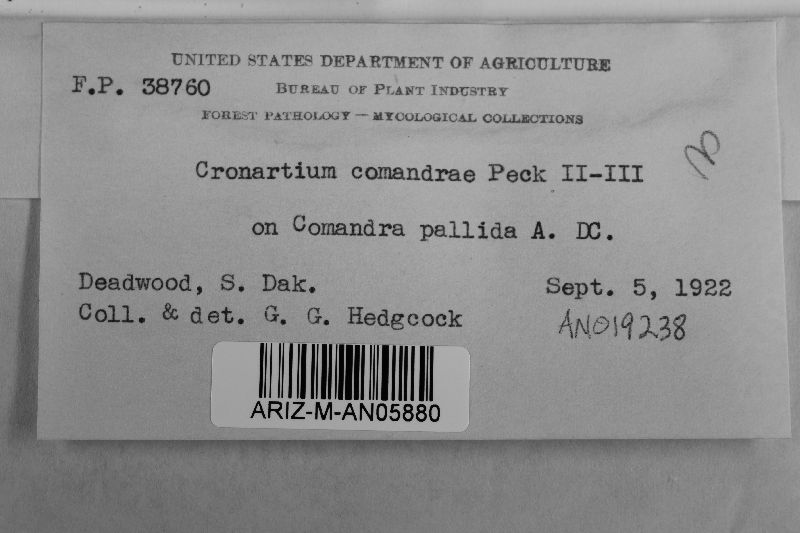 UNITED STATES DEPARTMENT OF AGRICULTURE
F.P. 38760 BUREAU OF PLANT INDUSTRY
FOREST PATHOLOGY — MYCOLOGICAL COLLECTIONS
Cronartium comandrae Peck II-III
on Comandra pallida A. DC.
Deadwood, S. Dak. Sept. 5, 1922
Coll. & det. G. G. Hedgcock AN019238
ARIZ-M-AN05880